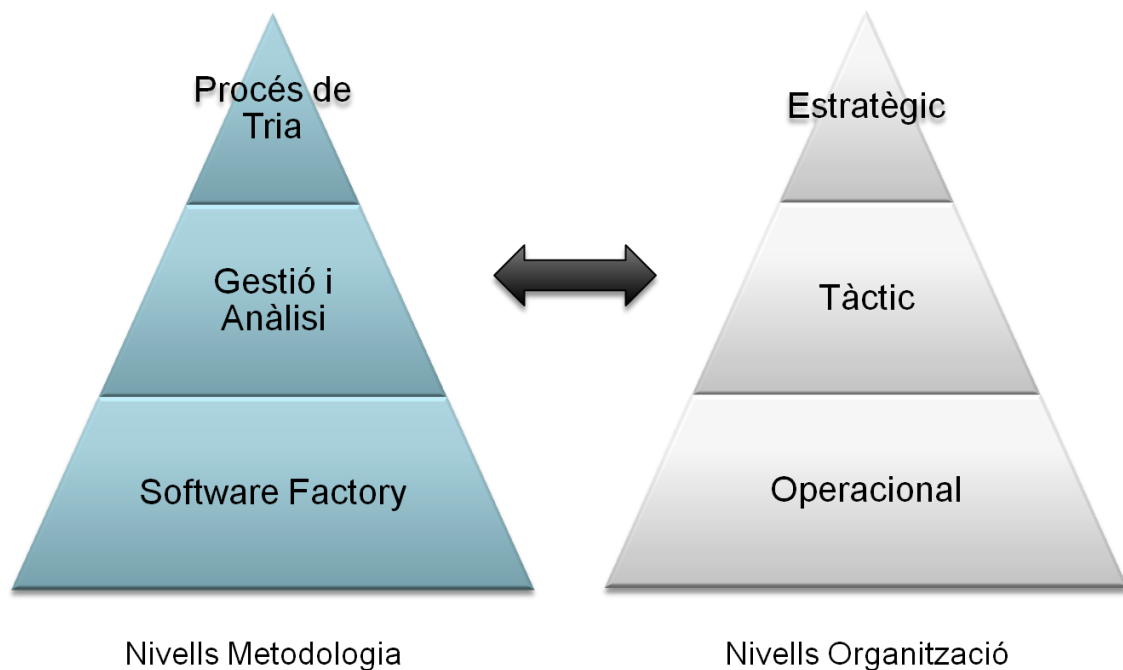 Procés de
Tria
Gestió i
Anàlisi
Software Factory
Nivells Metodologia
Estratègic
Tàctic
Operacional
Nivells Organització